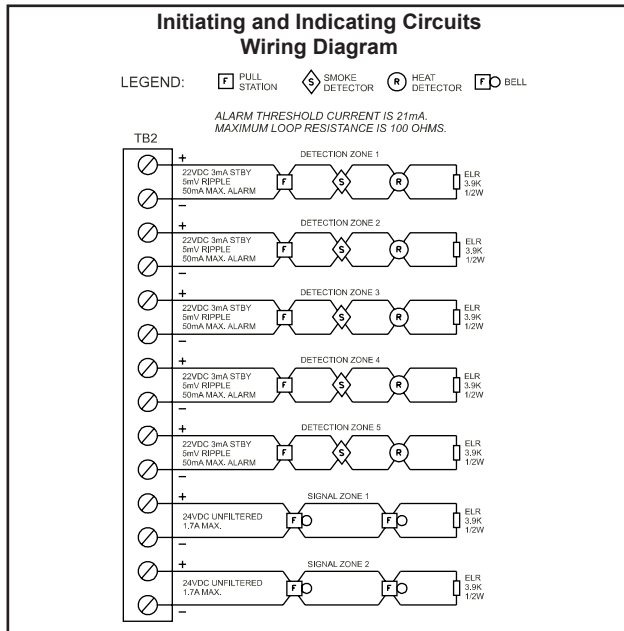 Initiating and Indicating Circuits
Wiring Diagram
LEGEND:
F PULL STATION
S SMOKE DETECTOR
R HEAT DETECTOR
F BELL
ALARM THRESHOLD CURRENT IS 21mA.
MAXIMUM LOOP RESISTANCE IS 100 OHMS.
TB2
DETECTION ZONE 1
+
22VDC 3mA STBY
5mV RIPPLE
50mA MAX. ALARM
–
F S R
ELR
3.9K
1/2W
DETECTION ZONE 2
+
22VDC 3mA STBY
5mV RIPPLE
50mA MAX. ALARM
–
F S R
ELR
3.9K
1/2W
DETECTION ZONE 3
+
22VDC 3mA STBY
5mV RIPPLE
50mA MAX. ALARM
–
F S R
ELR
3.9K
1/2W
DETECTION ZONE 4
+
22VDC 3mA STBY
5mV RIPPLE
50mA MAX. ALARM
–
F S R
ELR
3.9K
1/2W
DETECTION ZONE 5
+
22VDC 3mA STBY
5mV RIPPLE
50mA MAX. ALARM
–
F S R
ELR
3.9K
1/2W
SIGNAL ZONE 1
+
24VDC UNFILTERED
1.7A MAX.
–
F F
ELR
3.9K
1/2W
SIGNAL ZONE 2
+
24VDC UNFILTERED
1.7A MAX.
–
F F
ELR
3.9K
1/2W